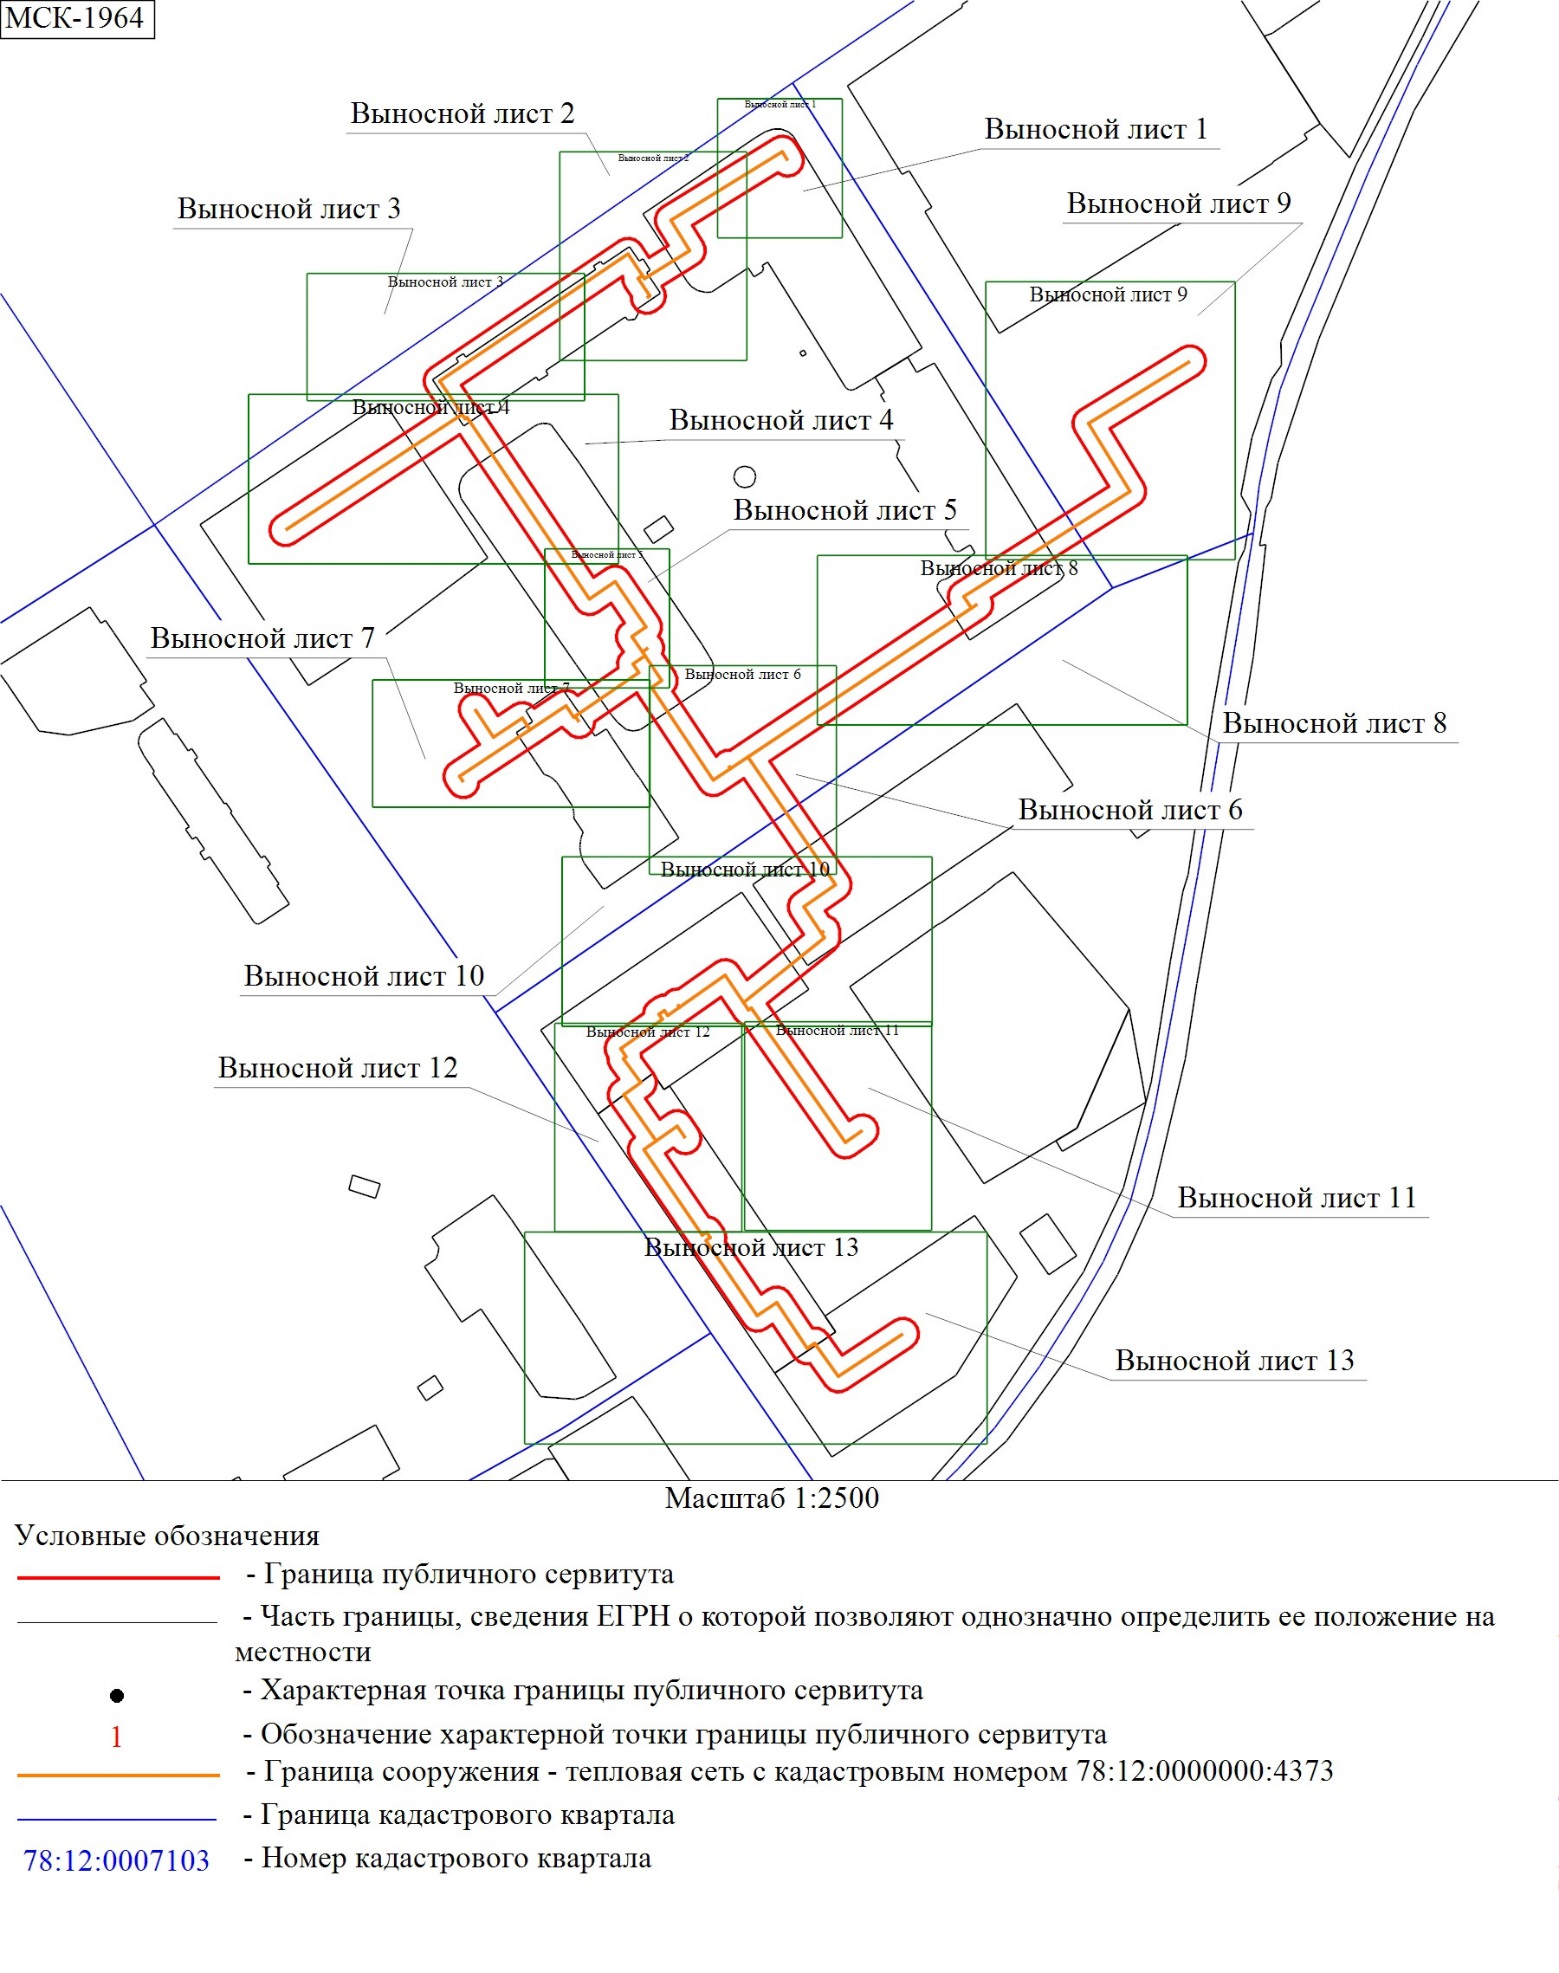 МСК-1964
Выносной лист 1
Выносной лист 2
Выносной лист 1
Выносной лист 2
Выносной лист 9
Выносной лист 3
Выносной лист 3
Выносной лист 9
Выносной лист 4
Выносной лист 4
Выносной лист 5
Выносной лист 5
Выносной лист 8
Выносной лист 7
Выносной лист 6
Выносной лист 7
Выносной лист 8
Выносной лист 6
Выносной лист 10
Выносной лист 10
Выносной лист 12
Выносной лист 11
Выносной лист 12
Выносной лист 11
Выносной лист 13
Выносной лист 13
Масштаб 1:2500
Условные обозначения
- Граница публичного сервитута
- Часть границы, сведения ЕГРН о которой позволяют однозначно определить ее положение на
местности
- Характерная точка границы публичного сервитута
1 - Обозначение характерной точки границы публичного сервитута
- Граница сооружения - тепловая сеть с кадастровым номером 78:12:0000000:4373
- Граница кадастрового квартала
78:12:0007103 - Номер кадастрового квартала